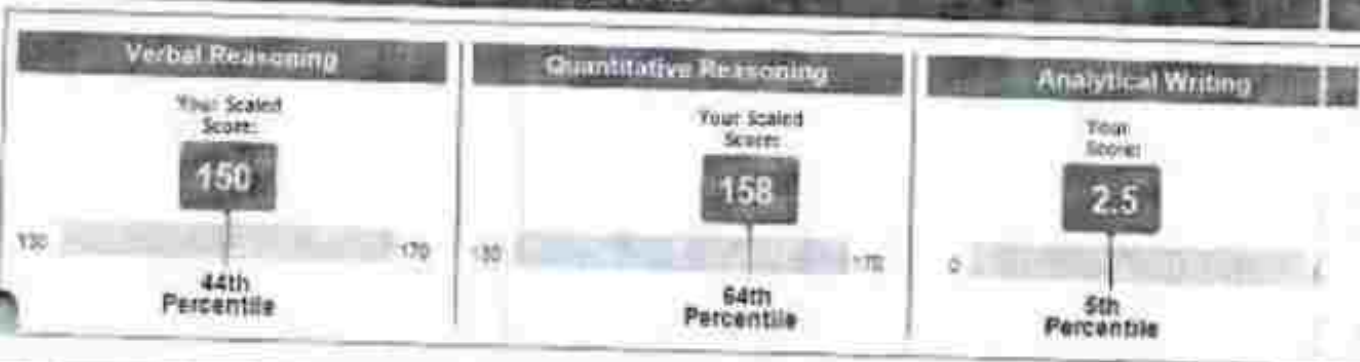 Verbal Reasoning
Your Scaled
Score:
150
130
170
44th
Percentile
Quantitative Reasoning
Your Scaled
Score:
158
130
170
64th
Percentile
Analytical Writing
Your
Score:
2.5
0
5th
Percentile